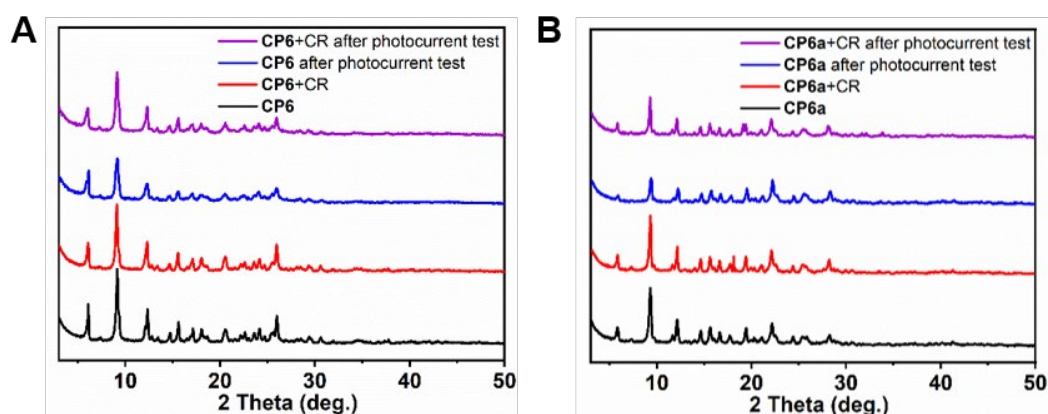 A
CP6+CR after photocurrent test
CP6 after photocurrent test
CP6+CR
CP6
10 20 30 40 50
2 Theta (deg.)
B
CP6a+CR after photocurrent test
CP6a after photocurrent test
CP6a+CR
CP6a
10 20 30 40 50
2 Theta (deg.)